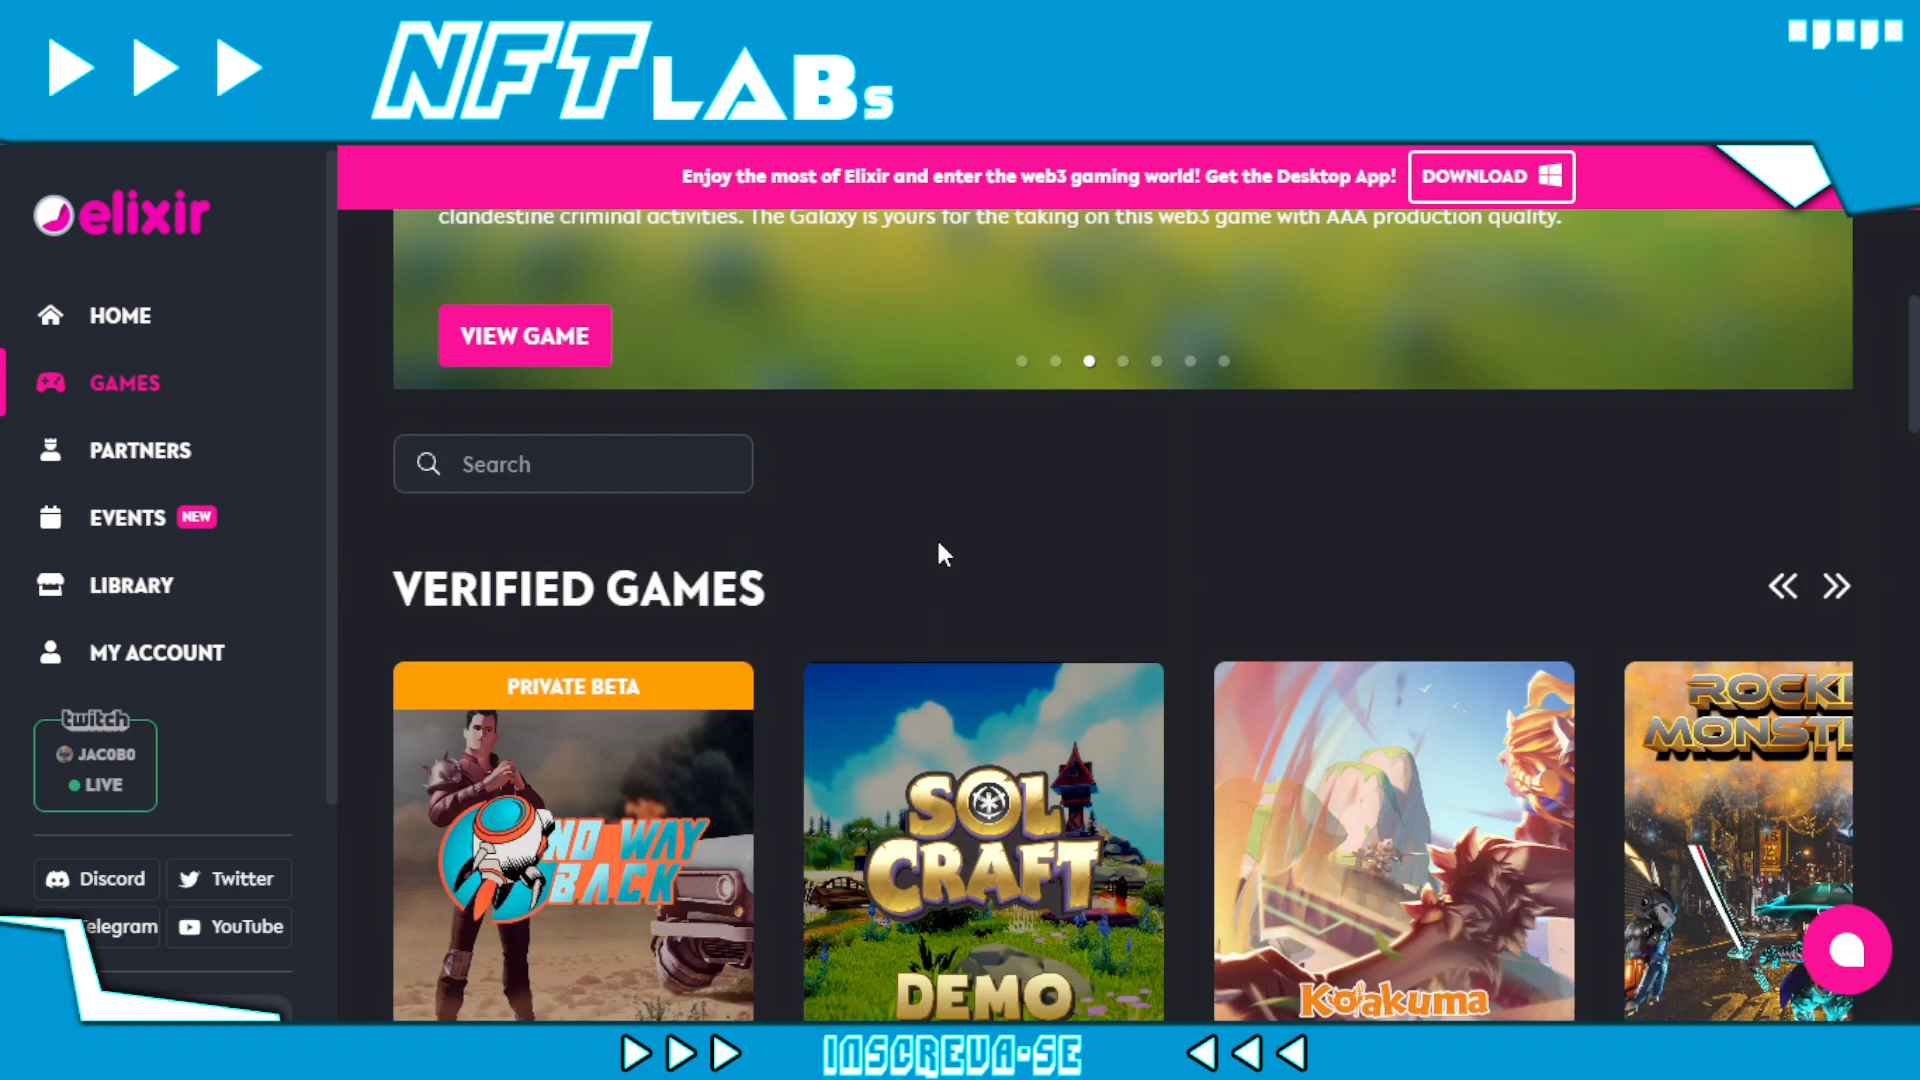 NFT LABs
elixir
Enjoy the most of Elixir and enter the web3 gaming world! Get the Desktop App!
DOWNLOAD
clandestine criminal activities. The Galaxy is yours for the taking on this web3 game with AAA production quality.
VIEW GAME
HOME
GAMES
PARTNERS
EVENTS NEW
LIBRARY
MY ACCOUNT
Search
VERIFIED GAMES
twitch
JACOBO
LIVE
Discord
Twitter
elegram
YouTube
PRIVATE BETA
NO WAY
BACK
SOL
CRAFT
DEMO
Koakuma
ROCKE
MONST
INSCREVA-SE